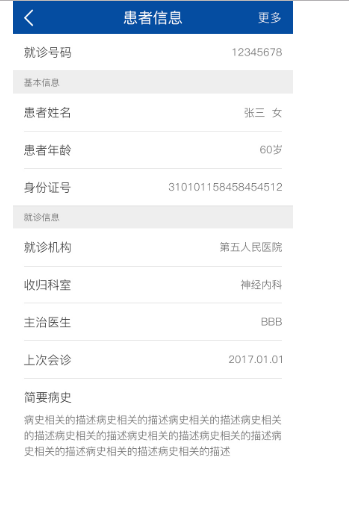 患者信息 更多
就诊号码 12345678
基本信息
患者姓名 张三 女
患者年龄 60岁
身份证号 310101158458454512
就诊信息
就诊机构 第五人民医院
收归科室 神经内科
主治医生 BBB
上次会诊 2017.01.01
简要病史
病史相关的描述病史相关的描述病史相关的描述病史相关
的描述病史相关的描述病史相关的描述病史相关的描述病
史相关的描述病史相关的描述病史相关的描述